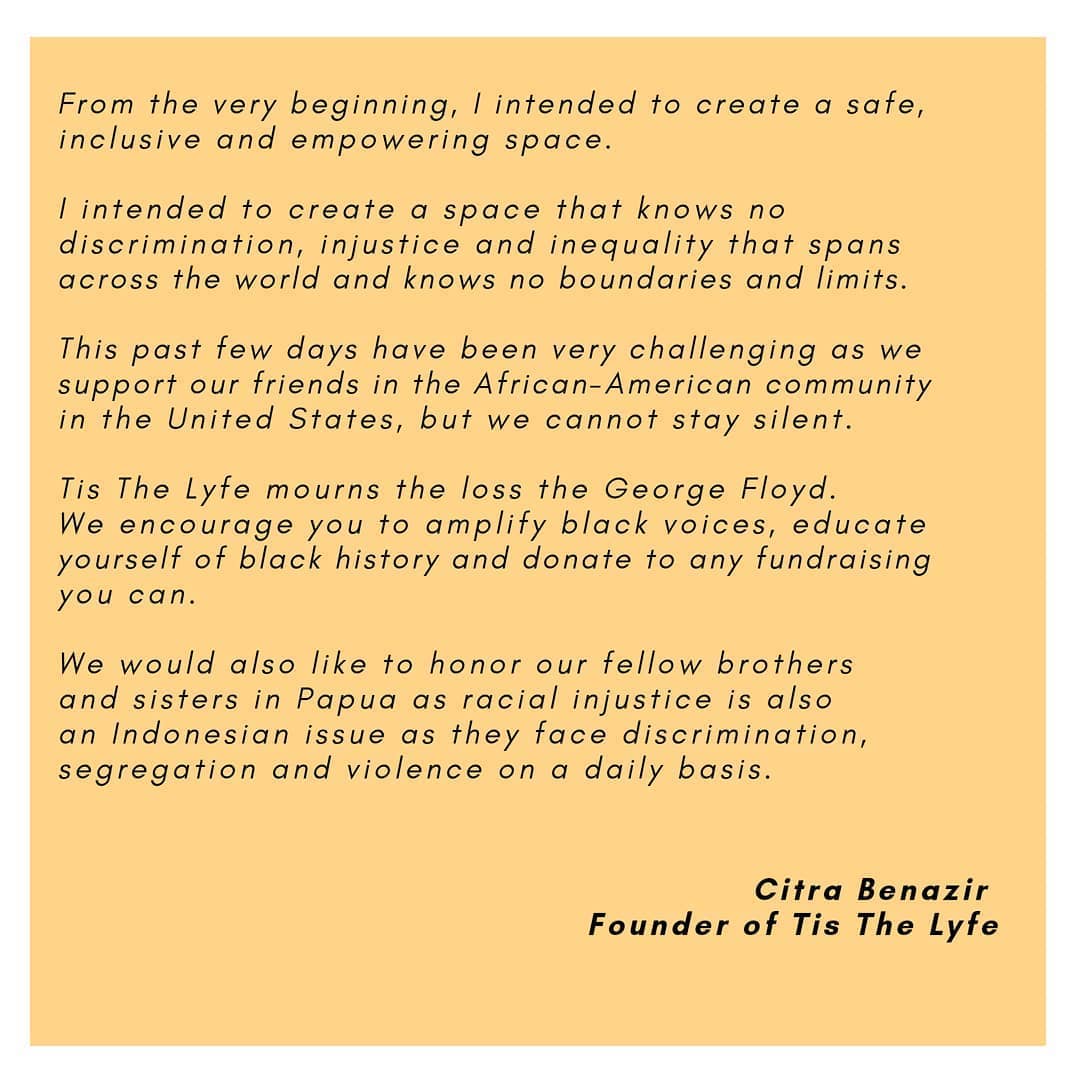 From the very beginning, I intended to create a safe,
inclusive and empowering space.
I intended to create a space that knows no
discrimination, injustice and inequality that spans
across the world and knows no boundaries and limits.
This past few days have been very challenging as we
support our friends in the African-American community
in the United States, but we cannot stay silent.
Tis The Lyfe mourns the loss the George Floyd.
We encourage you to amplify black voices, educate
yourself of black history and donate to any fundraising
you can.
We would also like to honor our fellow brothers
and sisters in Papua as racial injustice is also
an Indonesian issue as they face discrimination,
segregation and violence on a daily basis.
Citra Benazir
Founder of Tis The Lyfe